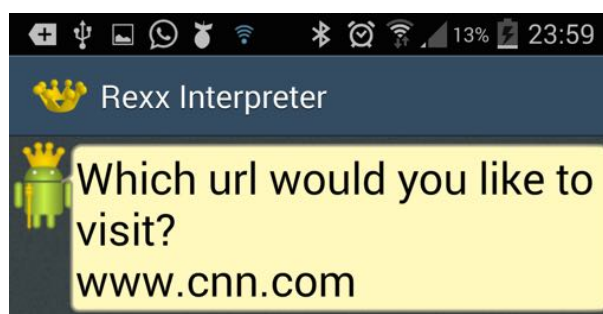 13% 23:59
Rexx Interpreter
Which url would you like to
visit?
www.cnn.com